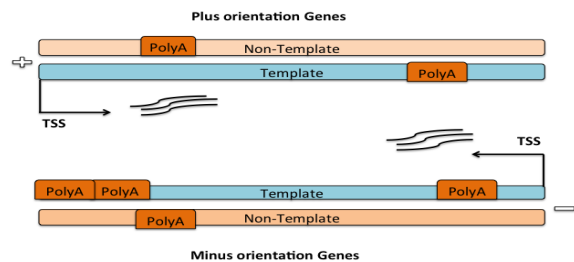 Plus orientation Genes
PolyA Non-Template
+
Template PolyA
TSS
TSS
PolyA PolyA Template PolyA
PolyA Non-Template
−
Minus orientation Genes